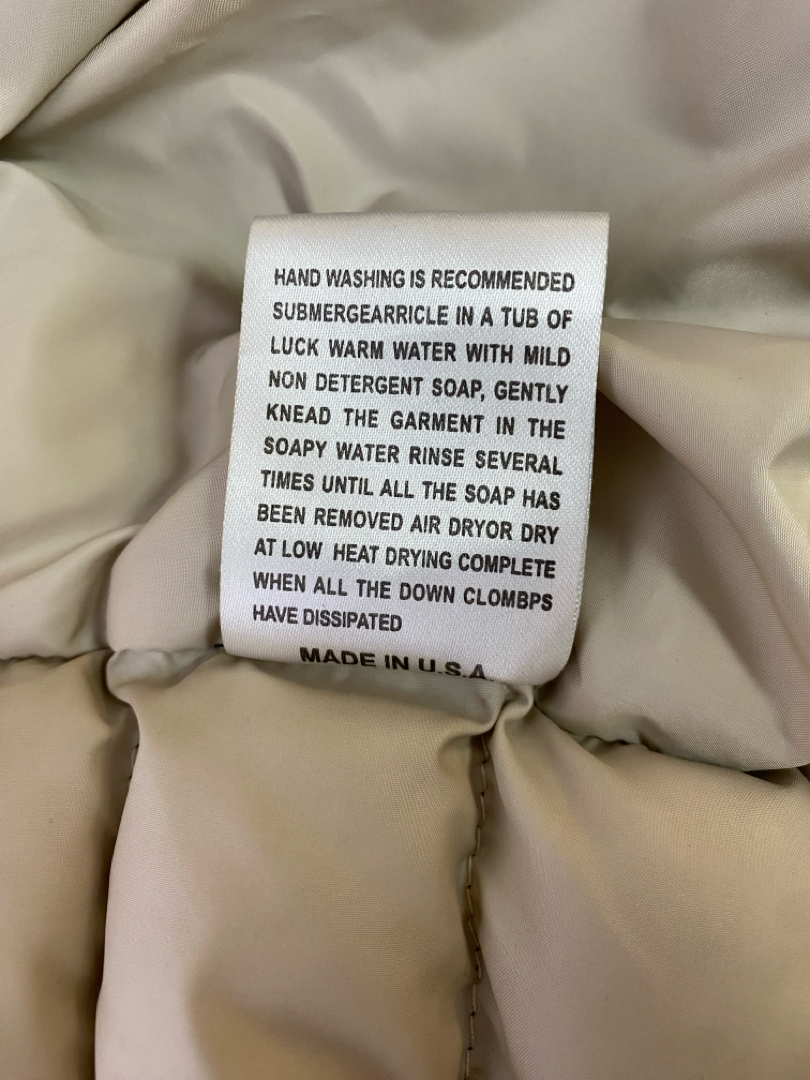 HAND WASHING IS RECOMMENDED
SUBMERGEARRICLE IN A TUB OF
LUCK WARM WATER WITH MILD
NON DETERGENT SOAP, GENTLY
KNEAD THE GARMENT IN THE
SOAPY WATER RINSE SEVERAL
TIMES UNTIL ALL THE SOAP HAS
BEEN REMOVED AIR DRYOR DRY
AT LOW HEAT DRYING COMPLETE
WHEN ALL THE DOWN CLOMBPS
HAVE DISSIPATED
MADE IN U.S.A